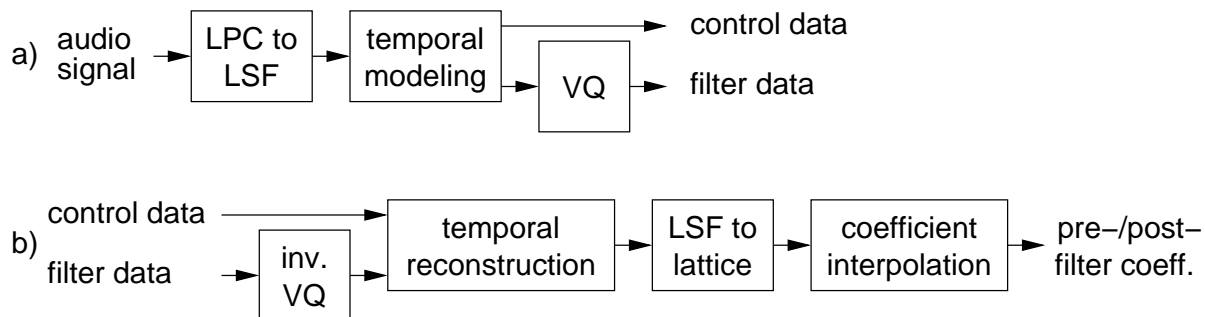 a)
audio
signal
LPC to
LSF
temporal
modeling
VQ
control data
filter data
b)
control data
filter data
inv.
VQ
temporal
reconstruction
LSF to
lattice
coefficient
interpolation
pre−/post−
filter coeff.